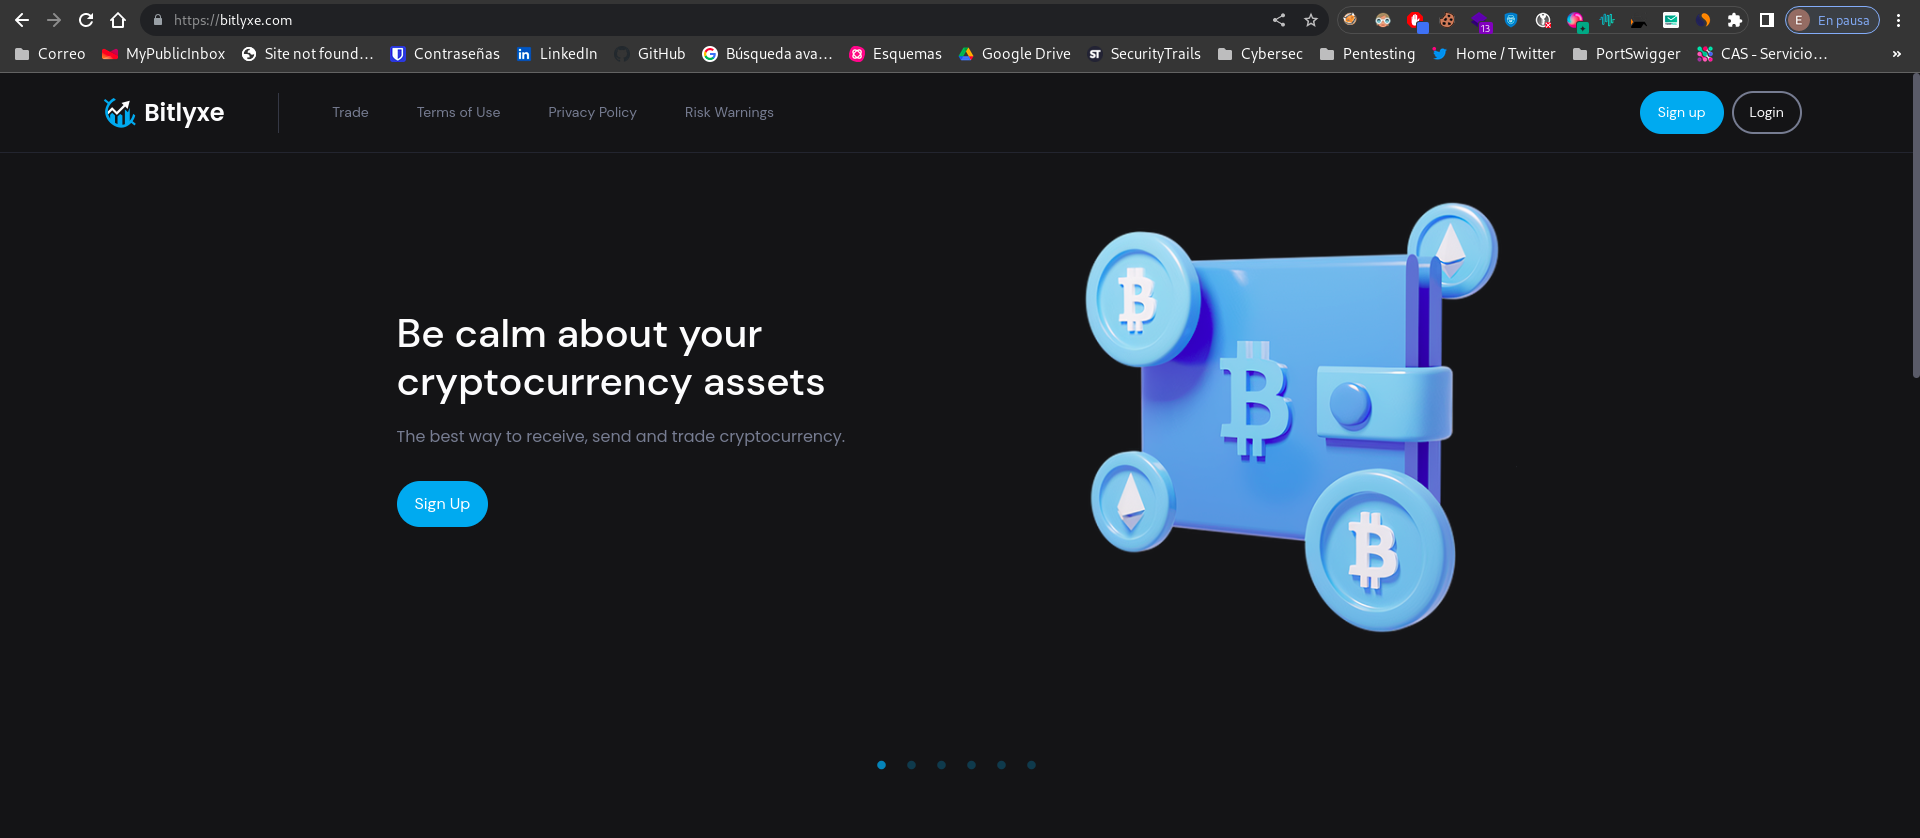 https://bitlyxe.com
13
E
En pausa
Correo
MyPublicInbox
Site not found…
Contraseñas
LinkedIn
GitHub
Búsqueda ava…
Esquemas
Google Drive
SecurityTrails
Cybersec
Pentesting
Home / Twitter
PortSwigger
CAS - Servicio…
»
Bitlyxe
Trade
Terms of Use
Privacy Policy
Risk Warnings
Sign up
Login
Be calm about your
cryptocurrency assets
The best way to receive, send and trade cryptocurrency.
Sign Up